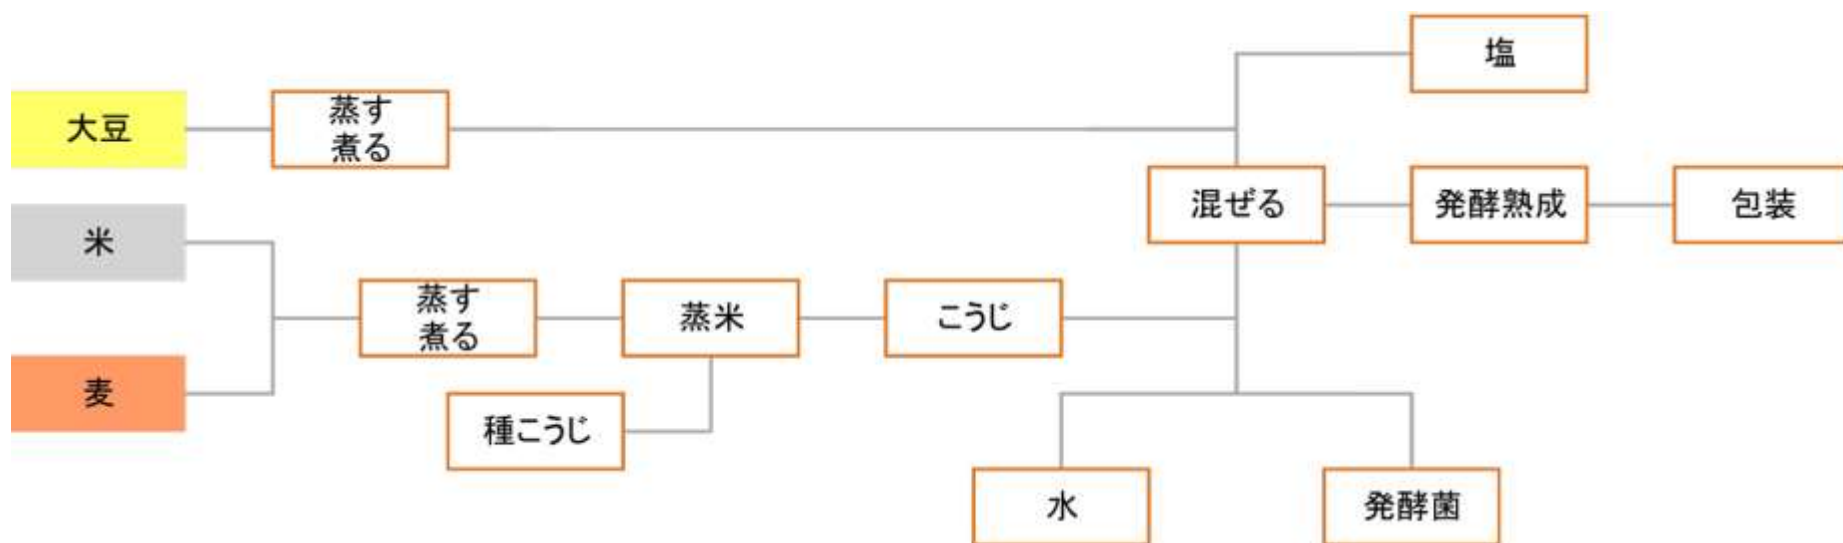 塩
大豆
蒸す
煮る
混ぜる
発酵熟成
包装
米
蒸す
煮る
蒸米
こうじ
麦
種こうじ
水
発酵菌